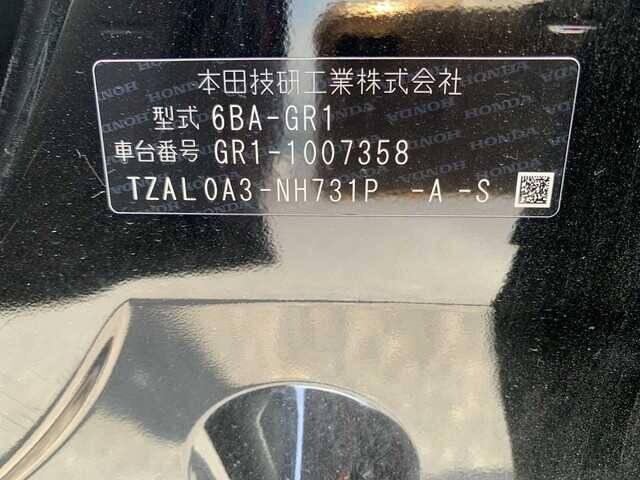 本田技研工業株式会社
型式 6BA-GR1
車台番号 GR1-1007358
TZAL0A3-NH731P -A -S